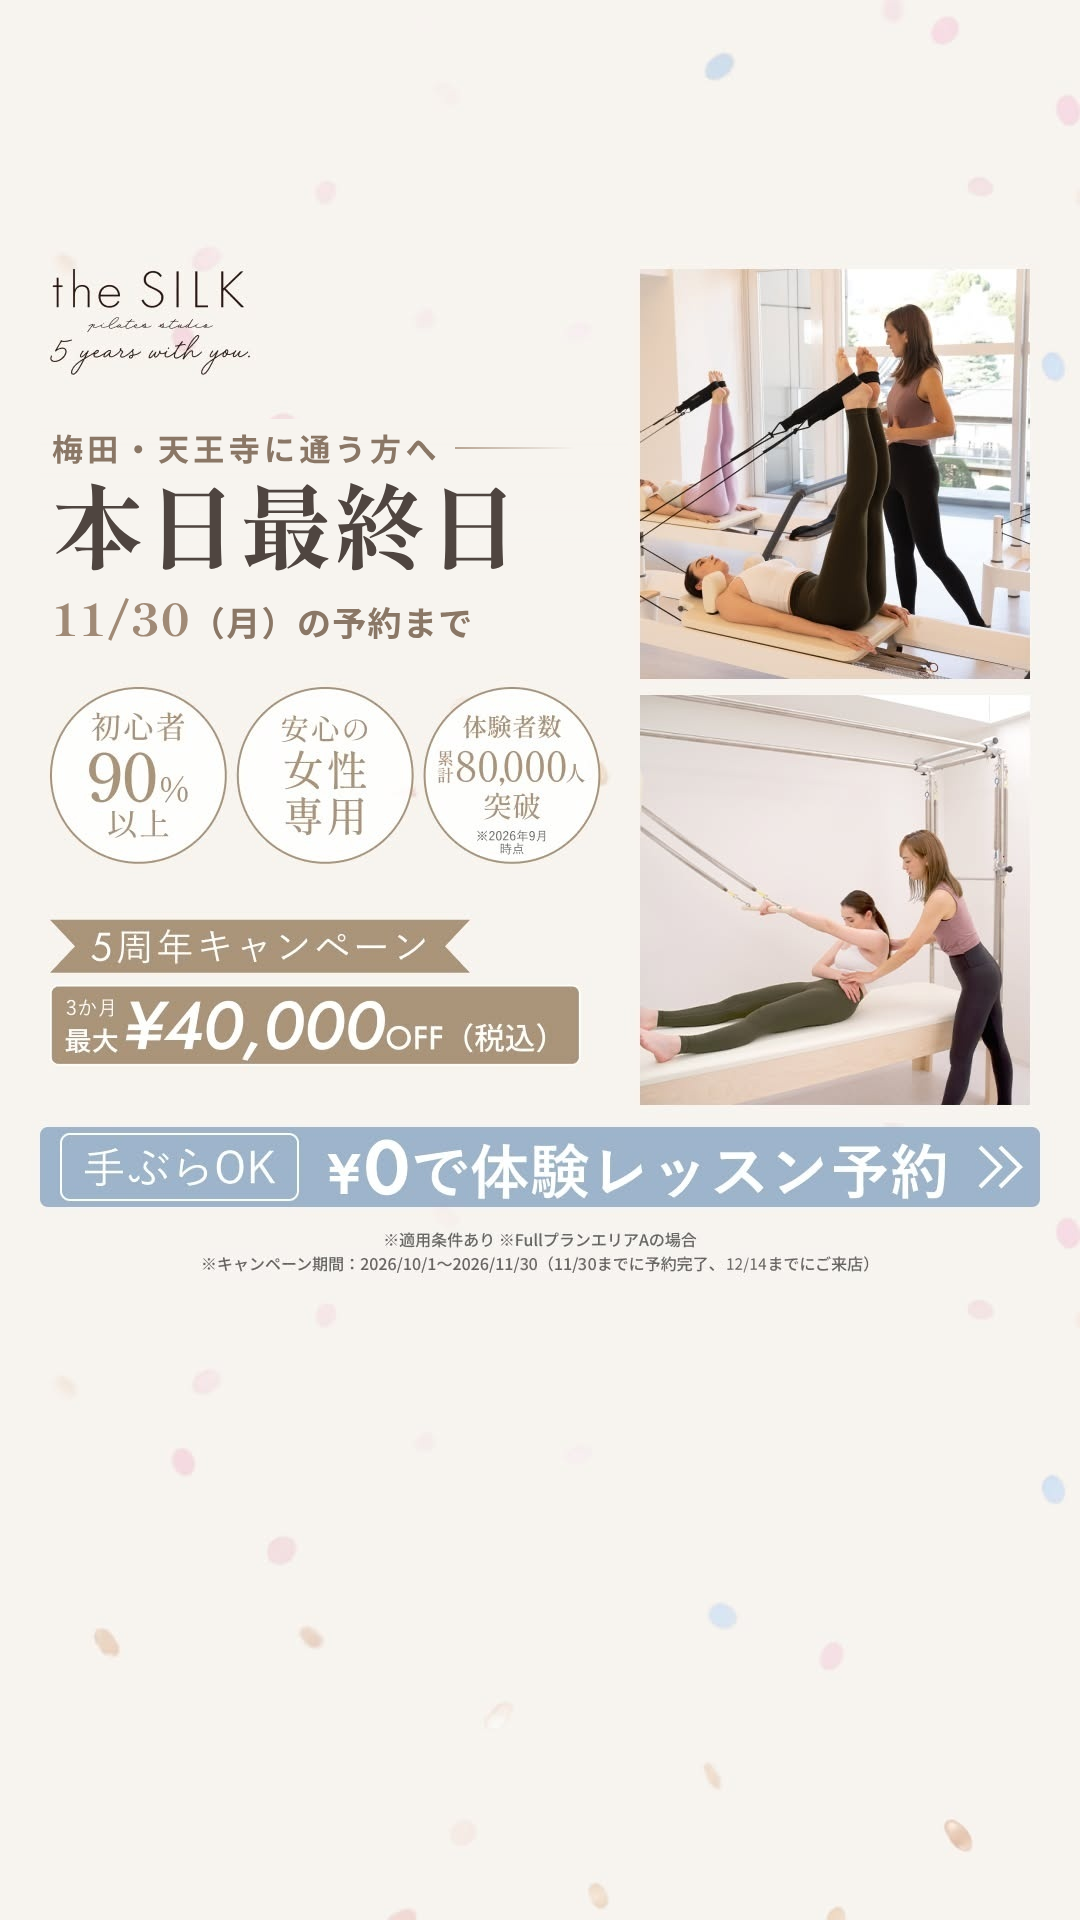 the SILK
pilates studio
5 years with you.
梅田・天王寺に通う方へ
本日最終日
11/30（月）の予約まで
初心者
90%
以上
安心の
女性
専用
体験者数
累計80,000人
突破
※2026年9月
時点
5周年キャンペーン
3か月
最大¥40,000OFF（税込）
手ぶらOK ¥0で体験レッスン予約
※適用条件あり ※FullプランエリアAの場合
※キャンペーン期間：2026/10/1〜2026/11/30（11/30までに予約完了、12/14までにご来店）